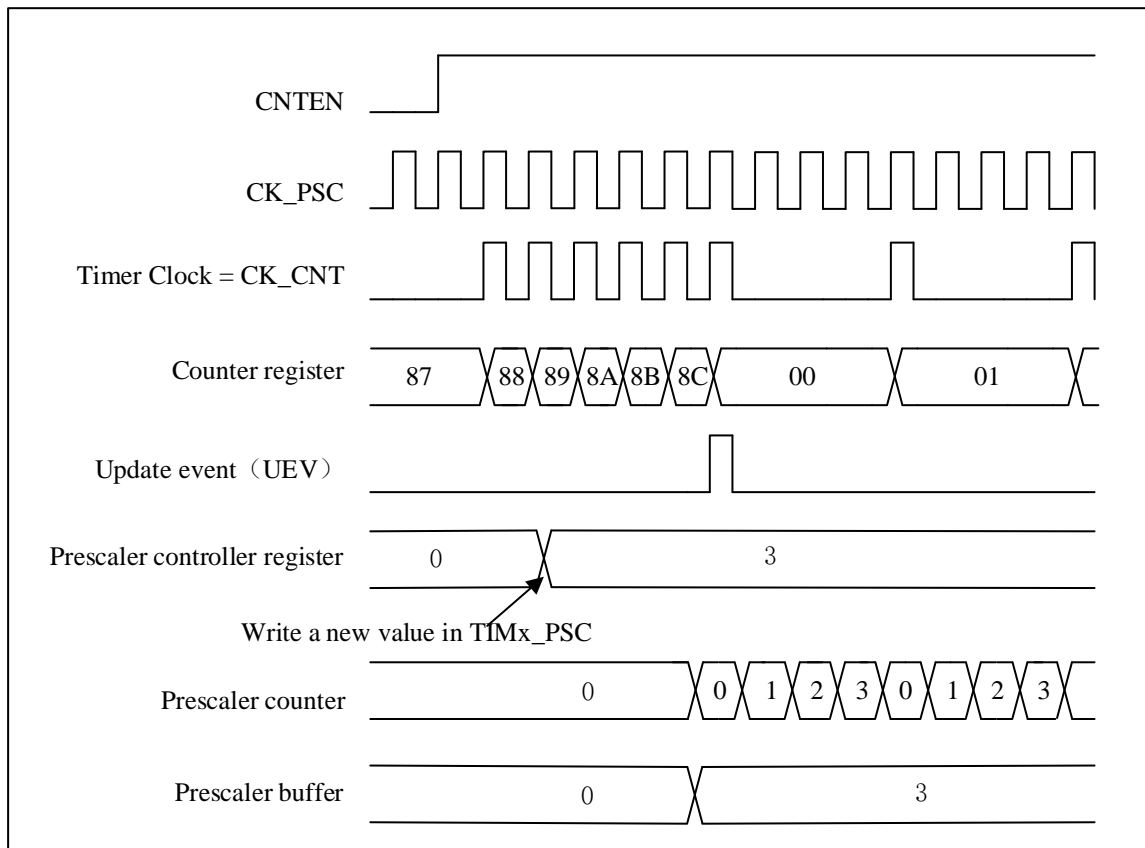 CNTEN
CK_PSC
Timer Clock = CK_CNT
Counter register
87 88 89 8A 8B 8C 00 01
Update event（UEV）
Prescaler controller register
0 3
Write a new value in TIMx_PSC
Prescaler counter
0 0 1 2 3 0 1 2 3
Prescaler buffer
0 3